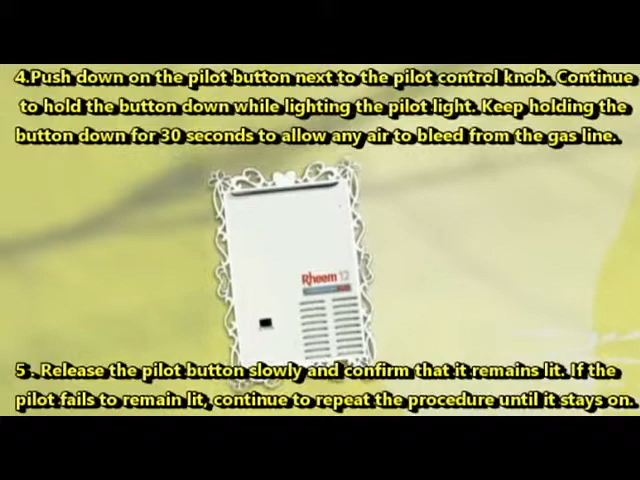 4.Push down on the pilot button next to the pilot control knob. Continue
to hold the button down while lighting the pilot light. Keep holding the
button down for 30 seconds to allow any air to bleed from the gas line.
Rheem 12
5 . Release the pilot button slowly and confirm that it remains lit. If the
pilot fails to remain lit, continue to repeat the procedure until it stays on.